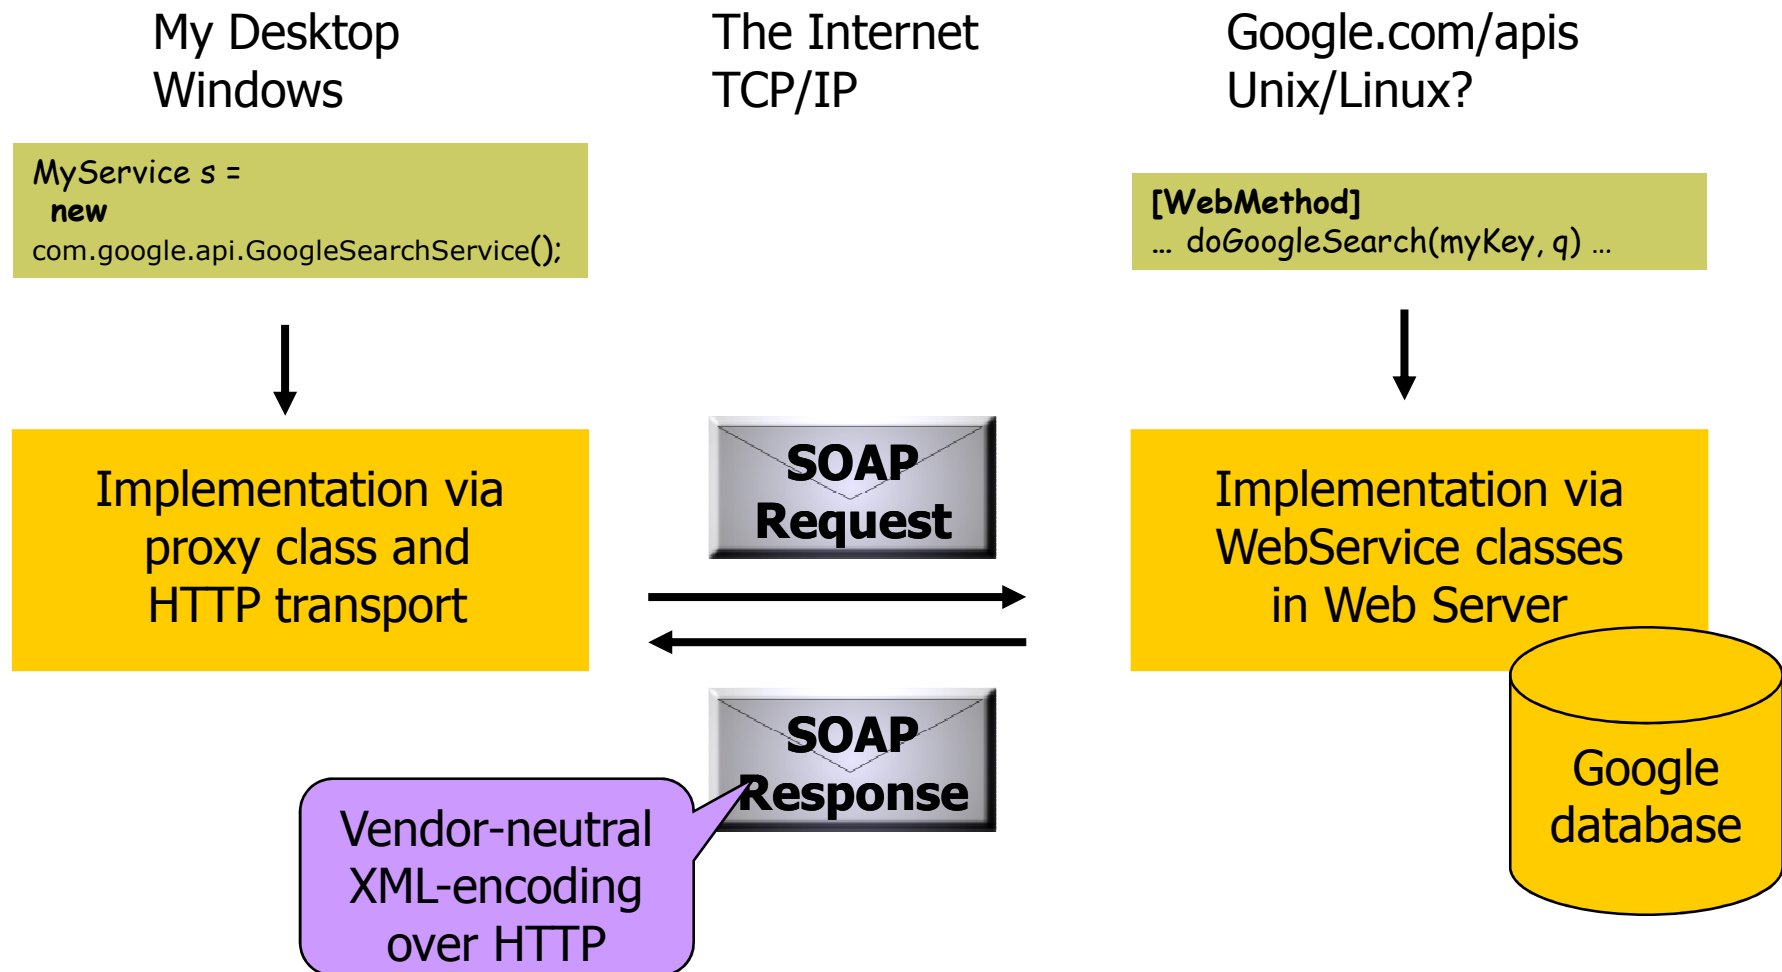 My Desktop
Windows
The Internet
TCP/IP
Google.com/apis
Unix/Linux?
MyService s =
new
com.google.api.GoogleSearchService();
[WebMethod]
… doGoogleSearch(myKey, q) …
Implementation via
proxy class and
HTTP transport
SOAP
Request
Implementation via
WebService classes
in Web Server
SOAP
Response
Vendor-neutral
XML-encoding
over HTTP
Google
database